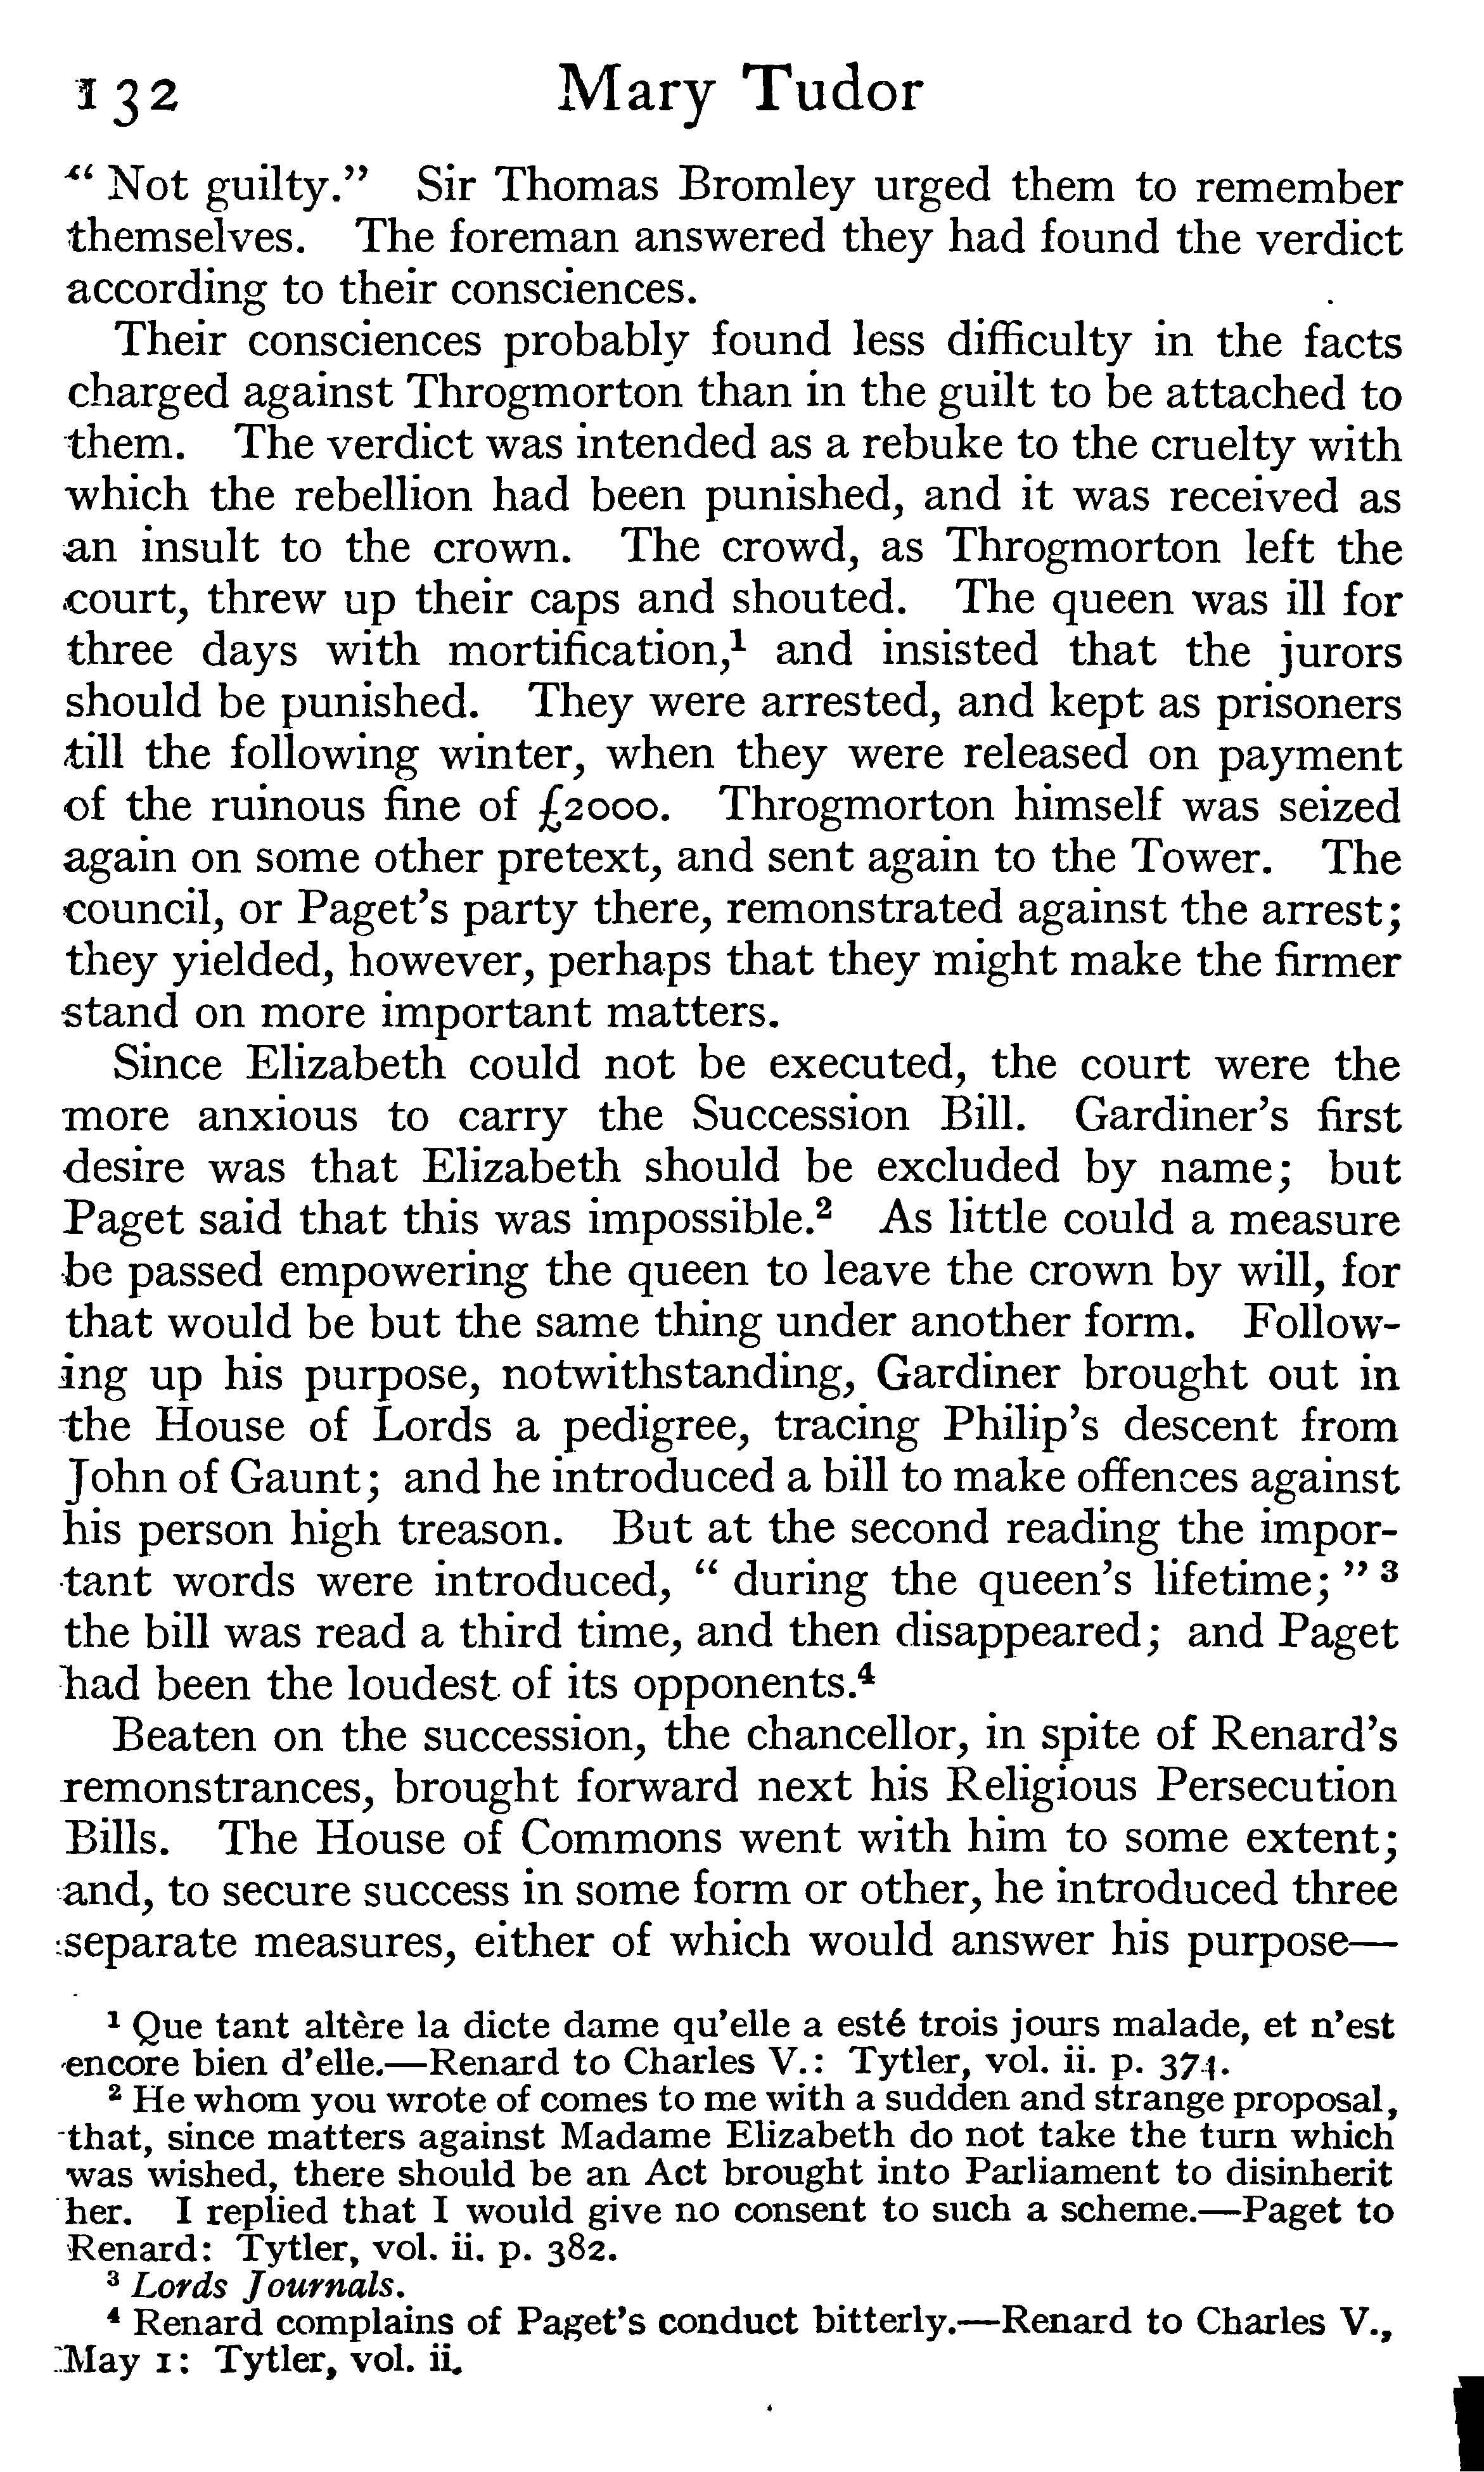 132 Mary Tudor
“ Not guilty.” Sir Thomas Bromley urged them to remember
themselves. The foreman answered they had found the verdict
according to their consciences.
Their consciences probably found less difficulty in the facts
charged against Throgmorton than in the guilt to be attached to
them. The verdict was intended as a rebuke to the cruelty with
which the rebellion had been punished, and it was received as
an insult to the crown. The crowd, as Throgmorton left the
court, threw up their caps and shouted. The queen was ill for
three days with mortification,¹ and insisted that the jurors
should be punished. They were arrested, and kept as prisoners
till the following winter, when they were released on payment
of the ruinous fine of £2000. Throgmorton himself was seized
again on some other pretext, and sent again to the Tower. The
council, or Paget’s party there, remonstrated against the arrest;
they yielded, however, perhaps that they might make the firmer
stand on more important matters.
Since Elizabeth could not be executed, the court were the
more anxious to carry the Succession Bill. Gardiner’s first
desire was that Elizabeth should be excluded by name; but
Paget said that this was impossible.² As little could a measure
be passed empowering the queen to leave the crown by will, for
that would be but the same thing under another form. Follow-
ing up his purpose, notwithstanding, Gardiner brought out in
the House of Lords a pedigree, tracing Philip’s descent from
John of Gaunt; and he introduced a bill to make offences against
his person high treason. But at the second reading the impor-
tant words were introduced, “ during the queen’s lifetime; ” ³
the bill was read a third time, and then disappeared; and Paget
had been the loudest of its opponents.⁴
Beaten on the succession, the chancellor, in spite of Renard’s
remonstrances, brought forward next his Religious Persecution
Bills. The House of Commons went with him to some extent;
and, to secure success in some form or other, he introduced three
separate measures, either of which would answer his purpose—
¹ Que tant altère la dicte dame qu’elle a esté trois jours malade, et n’est
encore bien d’elle.—Renard to Charles V.: Tytler, vol. ii. p. 374.
² He whom you wrote of comes to me with a sudden and strange proposal,
that, since matters against Madame Elizabeth do not take the turn which
was wished, there should be an Act brought into Parliament to disinherit
her. I replied that I would give no consent to such a scheme.—Paget to
Renard: Tytler, vol. ii. p. 382.
³ Lords Journals.
⁴ Renard complains of Paget’s conduct bitterly.—Renard to Charles V.,
May 1: Tytler, vol. ii.